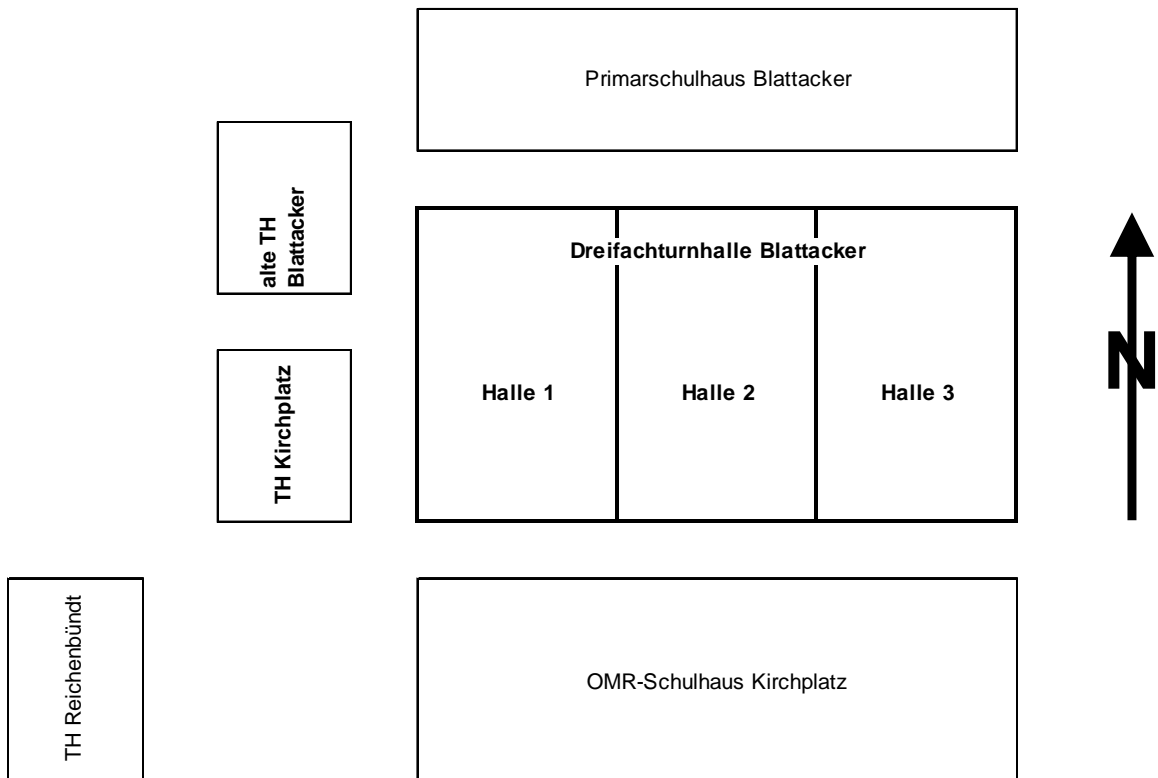 Primarschulhaus Blattacker
alte TH
Blattacker
Dreifachturnhalle Blattacker
TH Kirchplatz
Halle 1
Halle 2
Halle 3
N
TH Reichenbündt
OMR-Schulhaus Kirchplatz